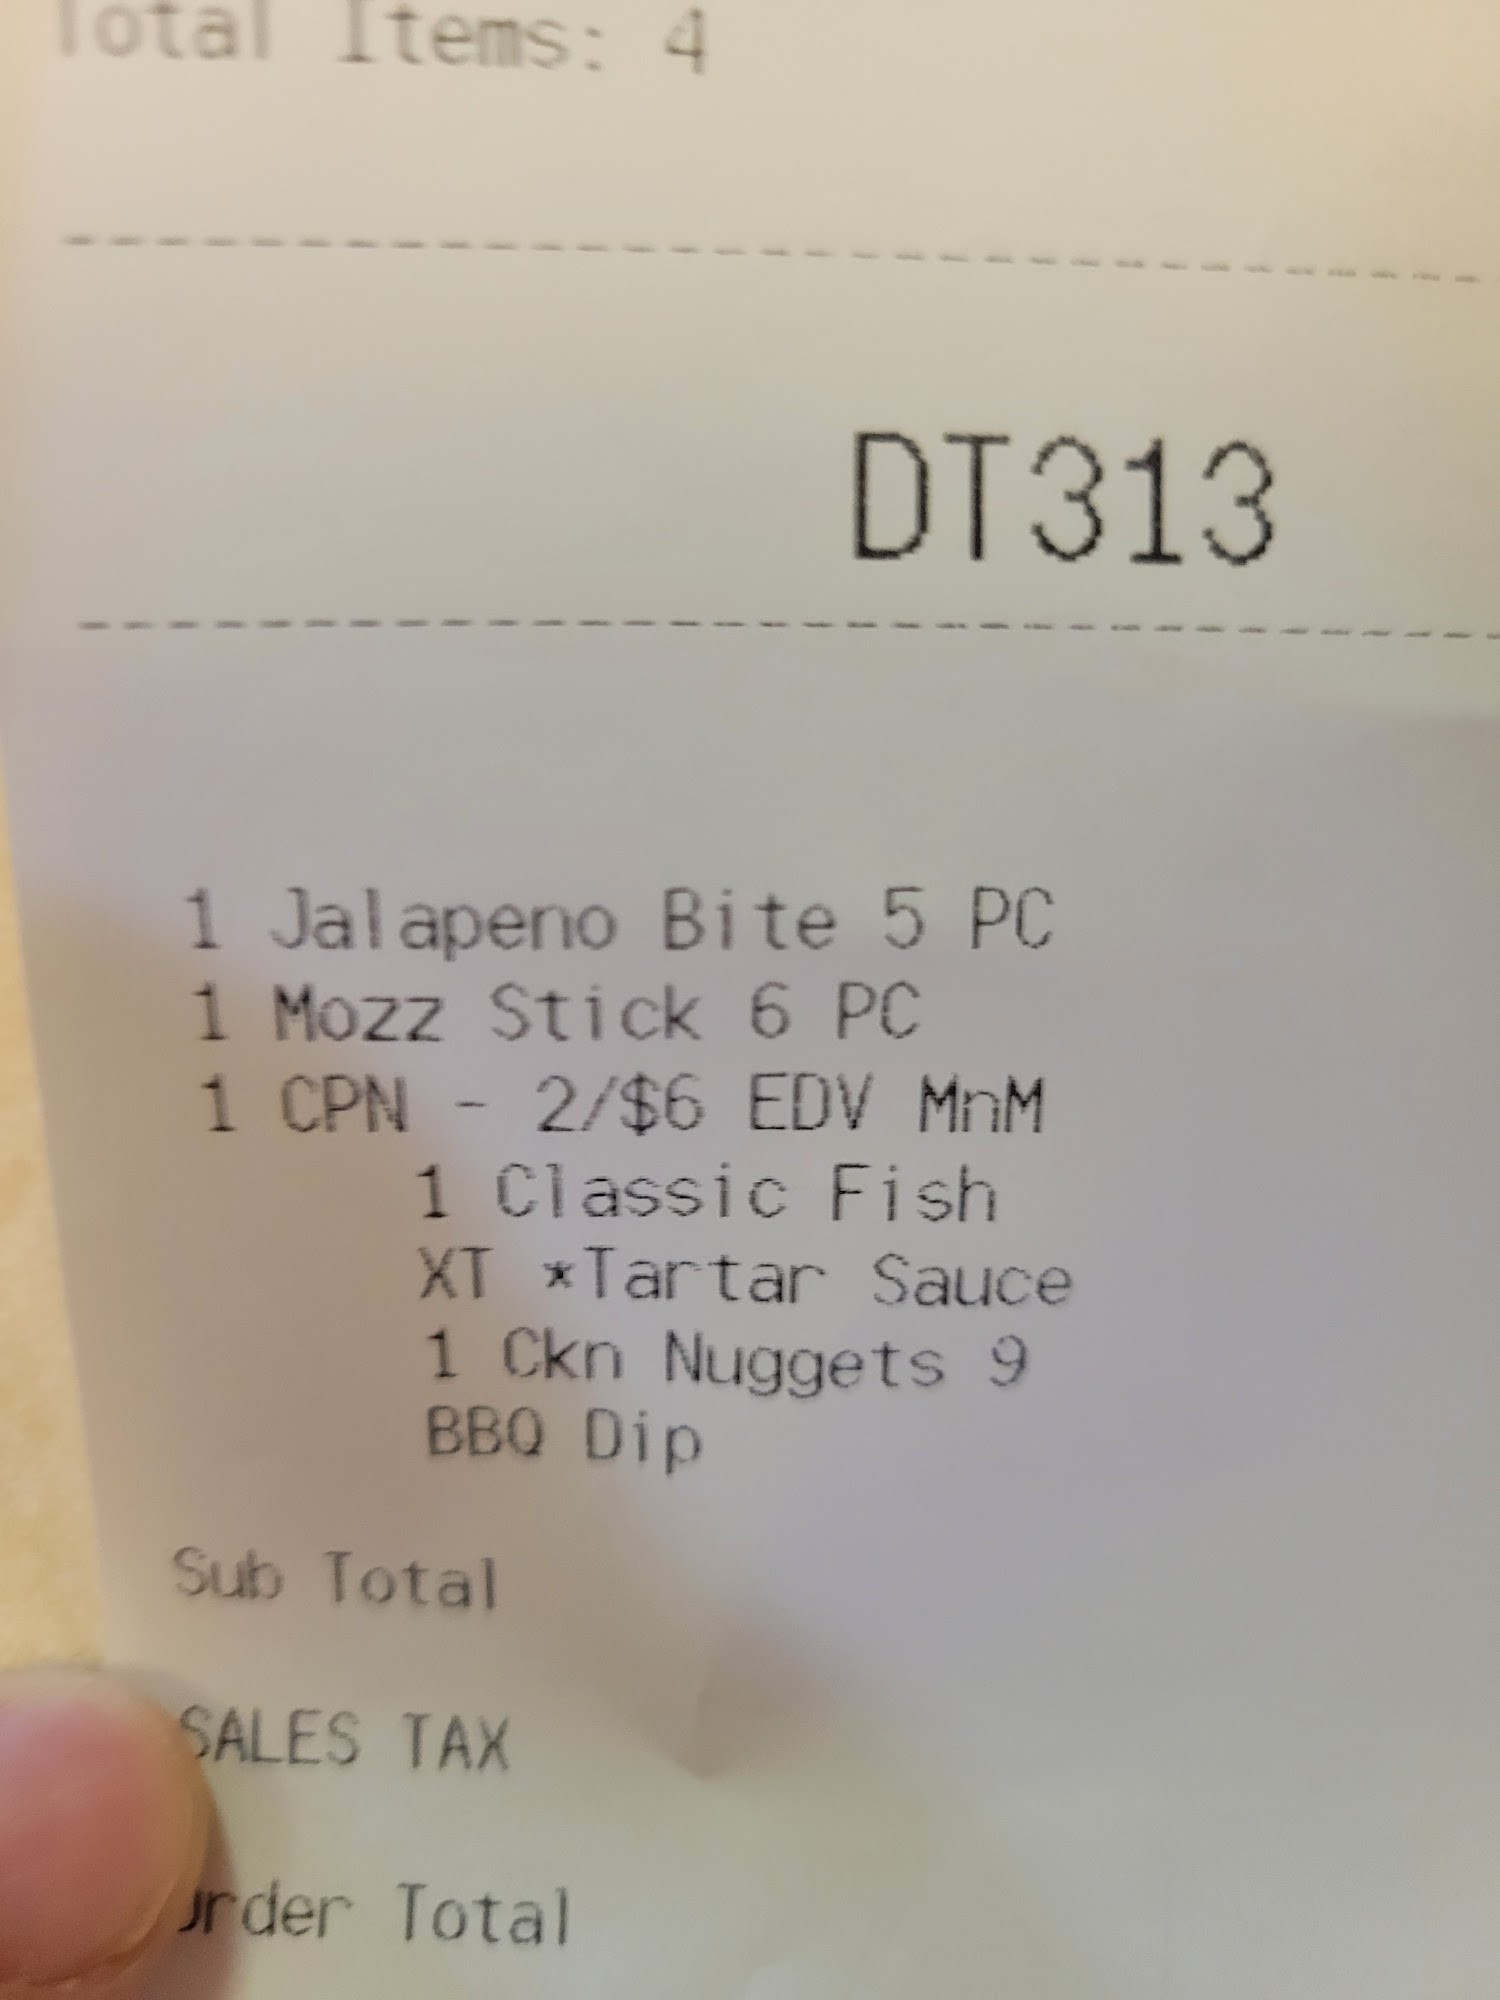 Total Items: 4
DT313
1 Jalapeno Bite 5 PC
1 Mozz Stick 6 PC
1 CPN - 2/$6 EDV MnM
1 Classic Fish
XT *Tartar Sauce
1 Ckn Nuggets 9
BBQ Dip
Sub Total
SALES TAX
Order Total